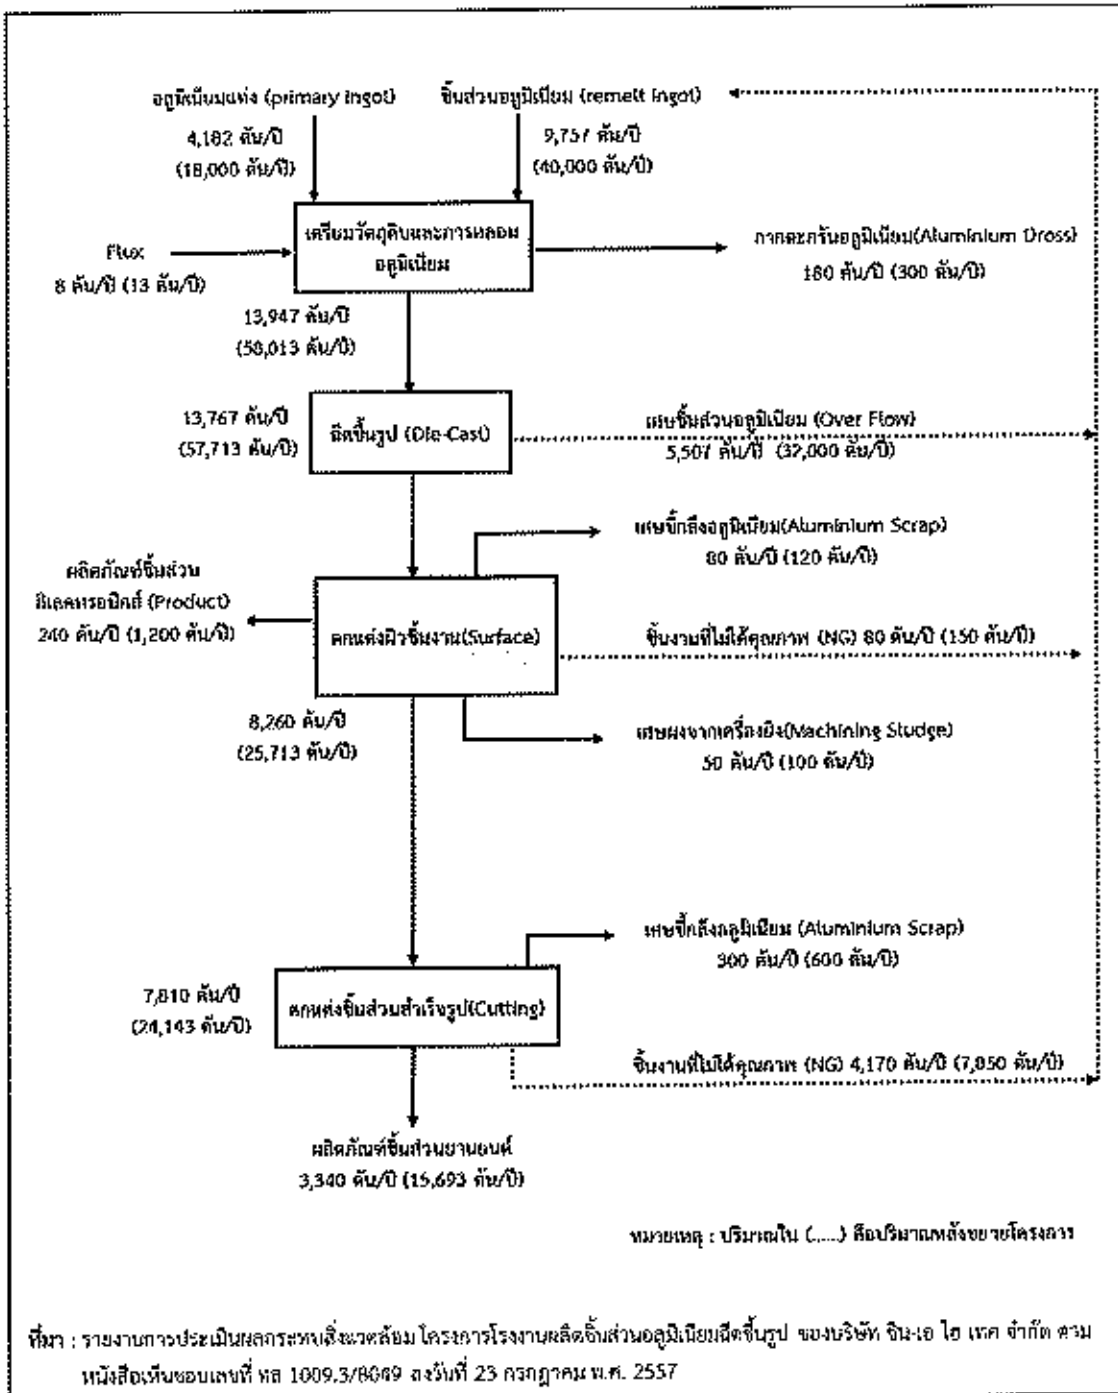 อลูมิเนียมแท่ง (primary ingot)
ชิ้นส่วนอลูมิเนียม (remelt ingot)
4,182 ตัน/ปี
(18,000 ตัน/ปี)
9,757 ตัน/ปี
(40,000 ตัน/ปี)
เตรียมวัตถุดิบและการหลอม
อลูมิเนียม
Flux
8 ตัน/ปี (13 ตัน/ปี)
กากตะกรันอลูมิเนียม(Aluminium Dross)
180 ตัน/ปี (300 ตัน/ปี)
13,947 ตัน/ปี
(58,013 ตัน/ปี)
13,767 ตัน/ปี
(57,713 ตัน/ปี)
ฉีดขึ้นรูป (Die-Cast)
เศษชิ้นส่วนอลูมิเนียม (Over Flow)
5,507 ตัน/ปี (32,000 ตัน/ปี)
เศษขี้กลึงอลูมิเนียม(Aluminium Scrap)
80 ตัน/ปี (120 ตัน/ปี)
ผลิตภัณฑ์ชิ้นส่วน
อิเลคทรอนิกส์ (Product)
240 ตัน/ปี (1,200 ตัน/ปี)
ตกแต่งผิวชิ้นงาน(Surface)
ชิ้นงานที่ไม่ได้คุณภาพ (NG) 80 ตัน/ปี (150 ตัน/ปี)
8,260 ตัน/ปี
(25,713 ตัน/ปี)
เศษผงจากเครื่องยิง(Machining Sludge)
50 ตัน/ปี (100 ตัน/ปี)
เศษขี้กลึงอลูมิเนียม (Aluminium Scrap)
300 ตัน/ปี (600 ตัน/ปี)
7,810 ตัน/ปี
(24,143 ตัน/ปี)
ตกแต่งชิ้นส่วนสำเร็จรูป(Cutting)
ชิ้นงานที่ไม่ได้คุณภาพ (NG) 4,170 ตัน/ปี (7,850 ตัน/ปี)
ผลิตภัณฑ์ชิ้นส่วนยานยนต์
3,340 ตัน/ปี (15,693 ตัน/ปี)
หมายเหตุ : ปริมาณใน (.....) คือปริมาณหลังขยายโครงการ
ที่มา : รายงานการประเมินผลกระทบสิ่งแวดล้อม โครงการโรงงานผลิตชิ้นส่วนอลูมิเนียมฉีดขึ้นรูป ของบริษัท ชิน-เอ ไฮ เทค จำกัด ตาม
หนังสือเห็นชอบเลขที่ ทส 1009.3/8049 ลงวันที่ 23 กรกฎาคม พ.ศ. 2557